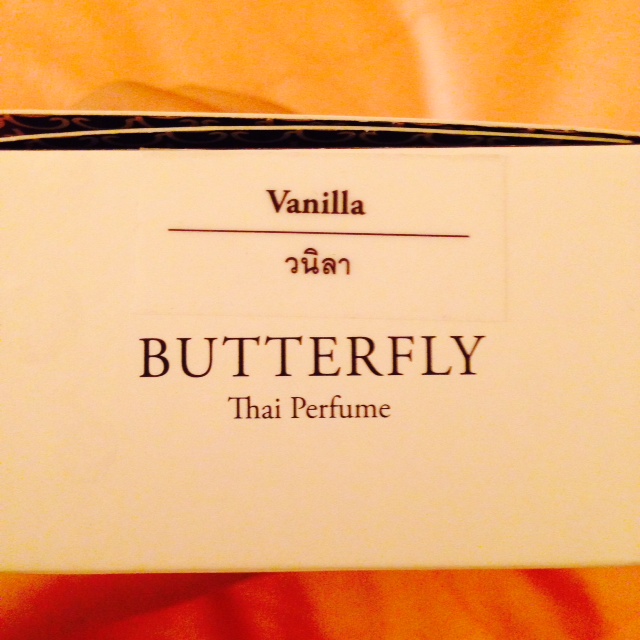 Vanilla
วนิลา
BUTTERFLY
Thai Perfume